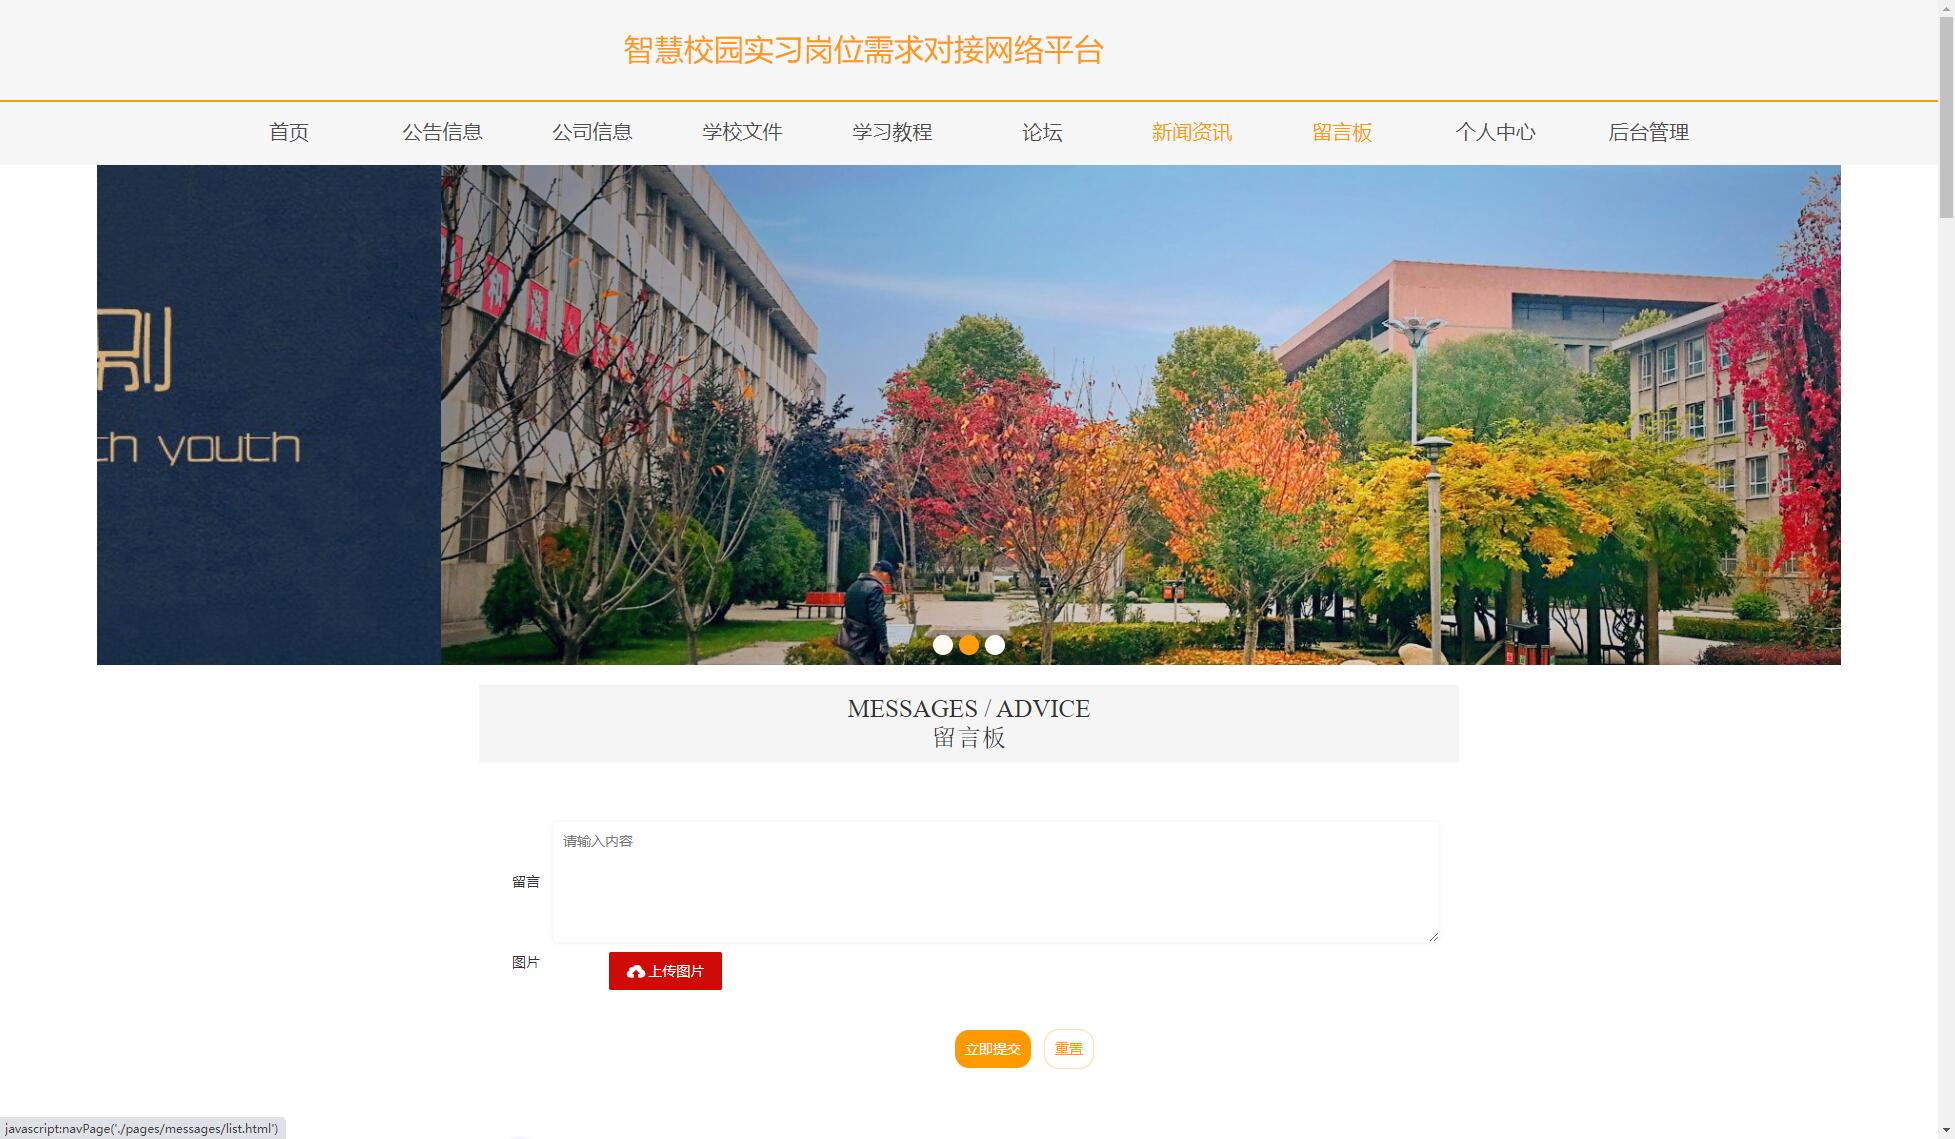 智慧校园实习岗位需求对接网络平台
首页 公告信息 公司信息 学校文件 学习教程 论坛 新闻资讯 留言板 个人中心 后台管理
别
th youth
MESSAGES / ADVICE
留言板
请输入内容
留言
图片
上传图片
立即提交 重置
javascript:navPage('./pages/messages/list.html')